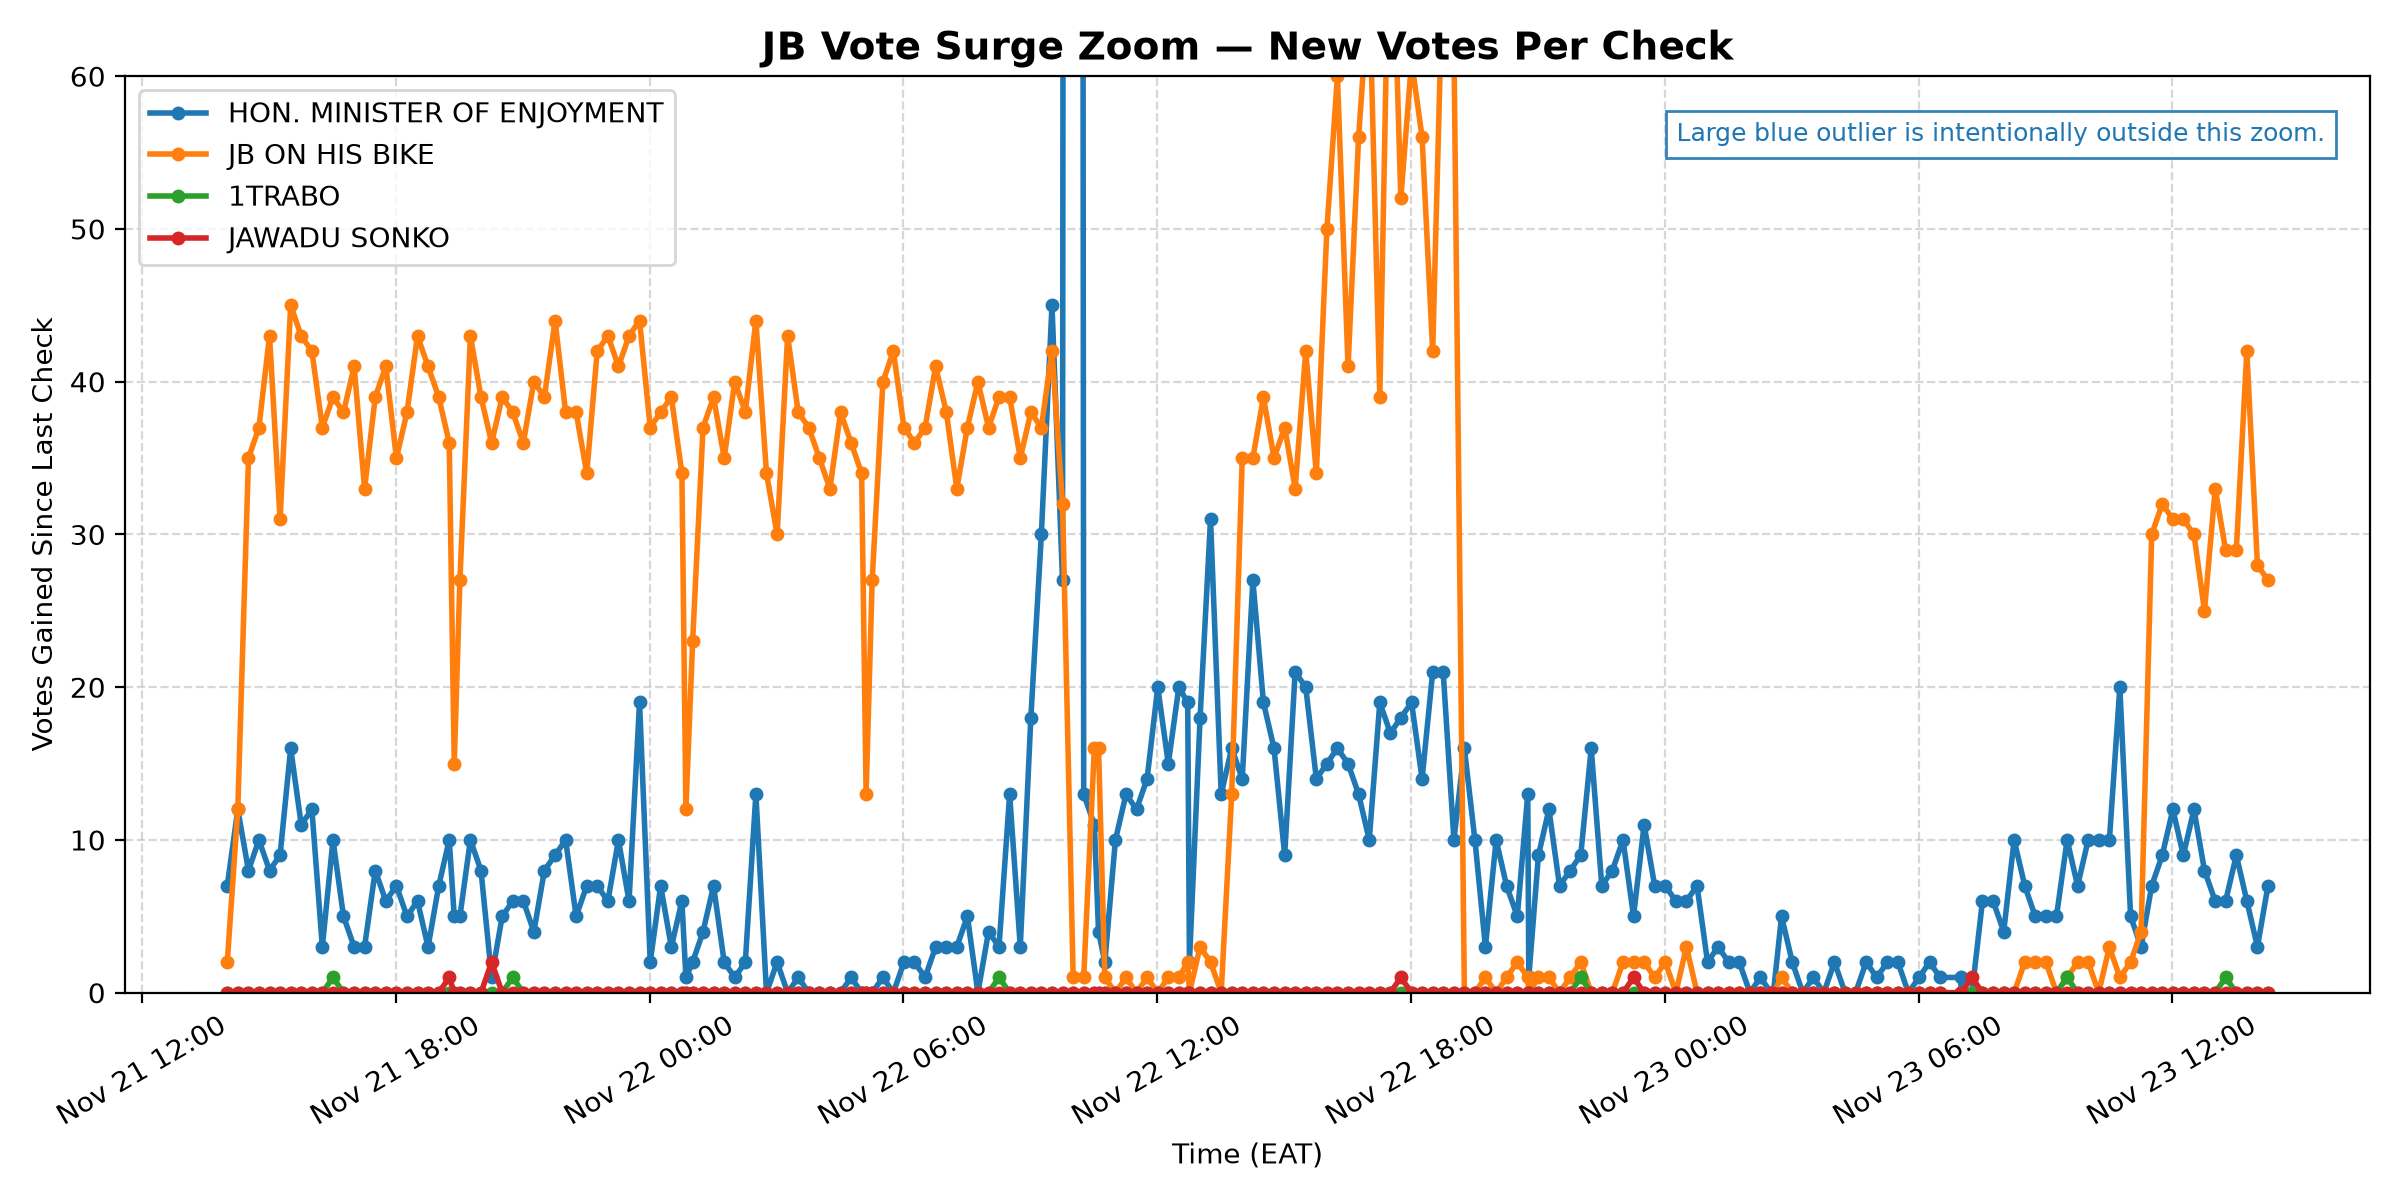 JB Vote Surge Zoom — New Votes Per Check
HON. MINISTER OF ENJOYMENT
JB ON HIS BIKE
1TRABO
JAWADU SONKO
Large blue outlier is intentionally outside this zoom.
Votes Gained Since Last Check
60
50
40
30
20
10
0
Nov 21 12:00
Nov 21 18:00
Nov 22 00:00
Nov 22 06:00
Nov 22 12:00
Nov 22 18:00
Nov 23 00:00
Nov 23 06:00
Nov 23 12:00
Time (EAT)